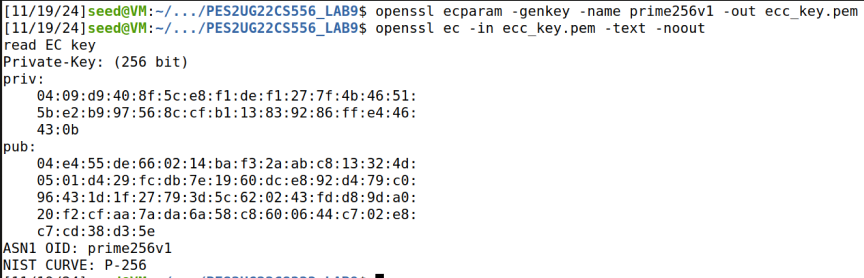 [11/19/24]seed@VM:~/.../PES2UG22CS556_LAB9$ openssl ecparam -genkey -name prime256v1 -out ecc_key.pem
[11/19/24]seed@VM:~/.../PES2UG22CS556_LAB9$ openssl ec -in ecc_key.pem -text -noout
read EC key
Private-Key: (256 bit)
priv:
    04:09:d9:40:8f:5c:e8:f1:de:f1:27:7f:4b:46:51:
    5b:e2:b9:97:56:8c:cf:b1:13:83:92:86:ff:e4:46:
    43:0b
pub:
    04:e4:55:de:66:02:14:ba:f3:2a:ab:c8:13:32:4d:
    05:01:d4:29:fc:db:7e:19:60:dc:e8:92:d4:79:c0:
    96:43:1d:1f:27:79:3d:5c:62:02:43:fd:d8:9d:a0:
    20:f2:cf:aa:7a:da:6a:58:c8:60:06:44:c7:02:e8:
    c7:cd:38:d3:5e
ASN1 OID: prime256v1
NIST CURVE: P-256